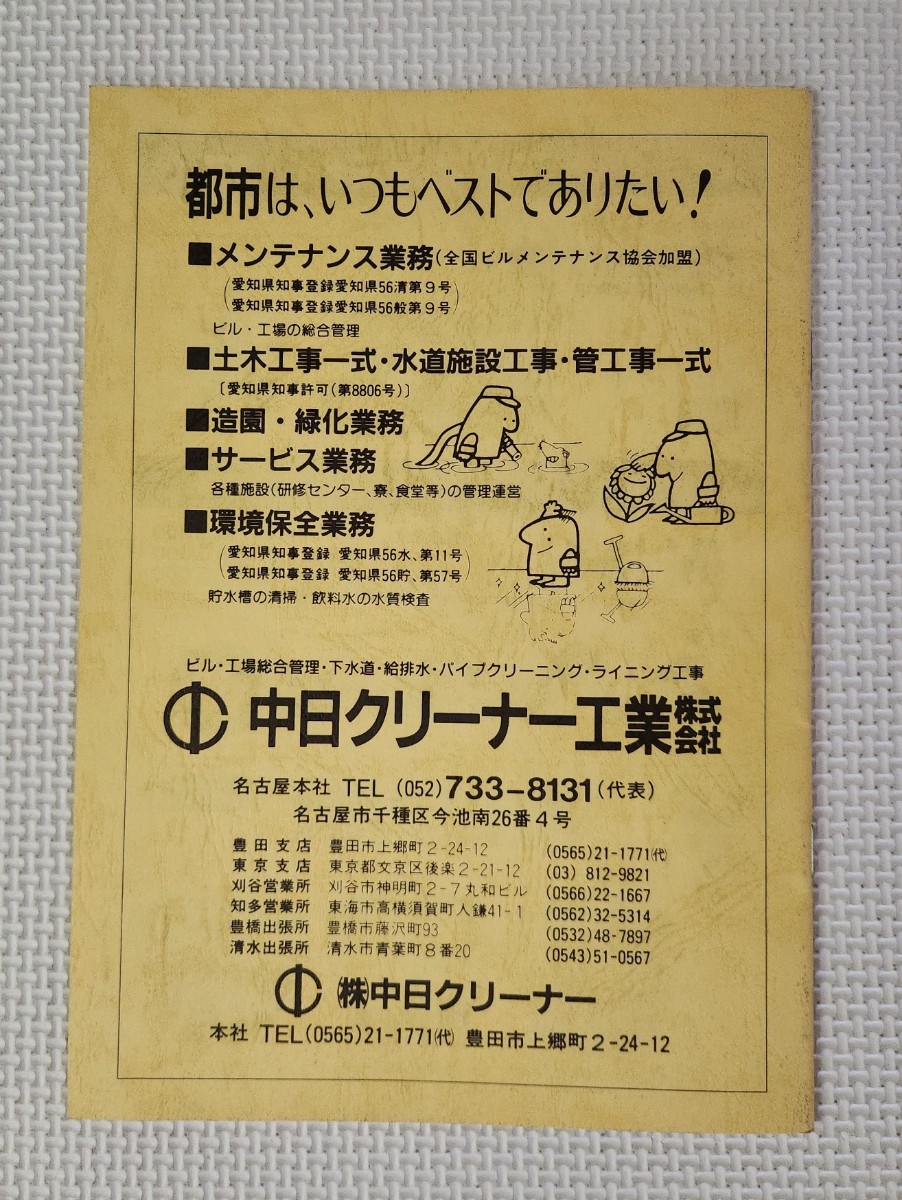 都市は、いつもベストでありたい!
■メンテナンス業務(全国ビルメンテナンス協会加盟)
(愛知県知事登録愛知県56清第9号
愛知県知事登録愛知県56般第9号)
ビル・工場の総合管理
■土木工事一式・水道施設工事・管工事一式
〔愛知県知事許可(第8806号)〕
■造園・緑化業務
■サービス業務
各種施設(研修センター、寮、食堂等)の管理運営
■環境保全業務
(愛知県知事登録 愛知県56水、第11号
愛知県知事登録 愛知県56貯、第57号)
貯水槽の清掃・飲料水の水質検査
ビル・工場総合管理・下水道・給排水・パイプクリーニング・ライニング工事
中日クリーナー工業株式会社
名古屋本社 TEL (052)733-8131(代表)
名古屋市千種区今池南26番4号
豊田支店 豊田市上郷町2-24-12 (0565)21-1771(代)
東京支店 東京都文京区後楽2-21-12 (03) 812-9821
刈谷営業所 刈谷市神明町2-7丸和ビル (0566)22-1667
知多営業所 東海市高横須賀町人鎌41-1 (0562)32-5314
豊橋出張所 豊橋市藤沢町93 (0532)48-7897
清水出張所 清水市青葉町8番20 (0543)51-0567
㈱中日クリーナー
本社 TEL(0565)21-1771(代) 豊田市上郷町2-24-12